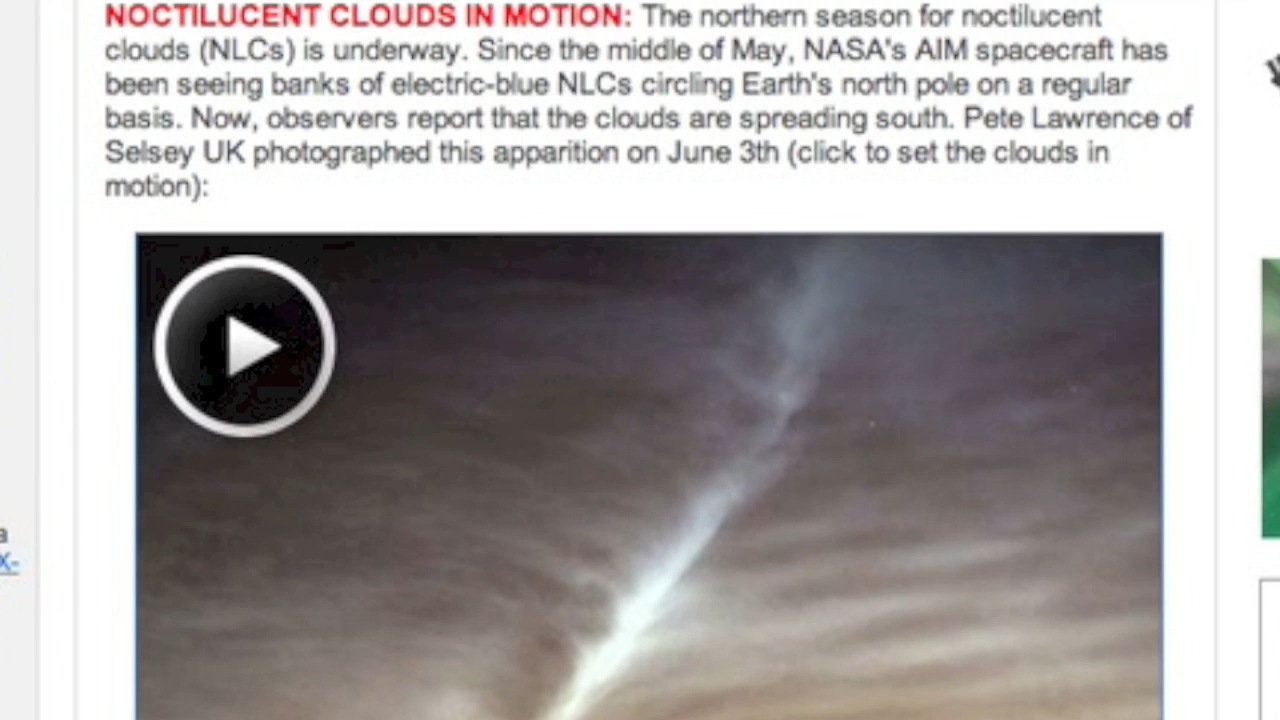 NOCTILUCENT CLOUDS IN MOTION: The northern season for noctilucent
clouds (NLCs) is underway. Since the middle of May, NASA's AIM spacecraft has
been seeing banks of electric-blue NLCs circling Earth's north pole on a regular
basis. Now, observers report that the clouds are spreading south. Pete Lawrence of
Selsey UK photographed this apparition on June 3th (click to set the clouds in
motion):
a
X-